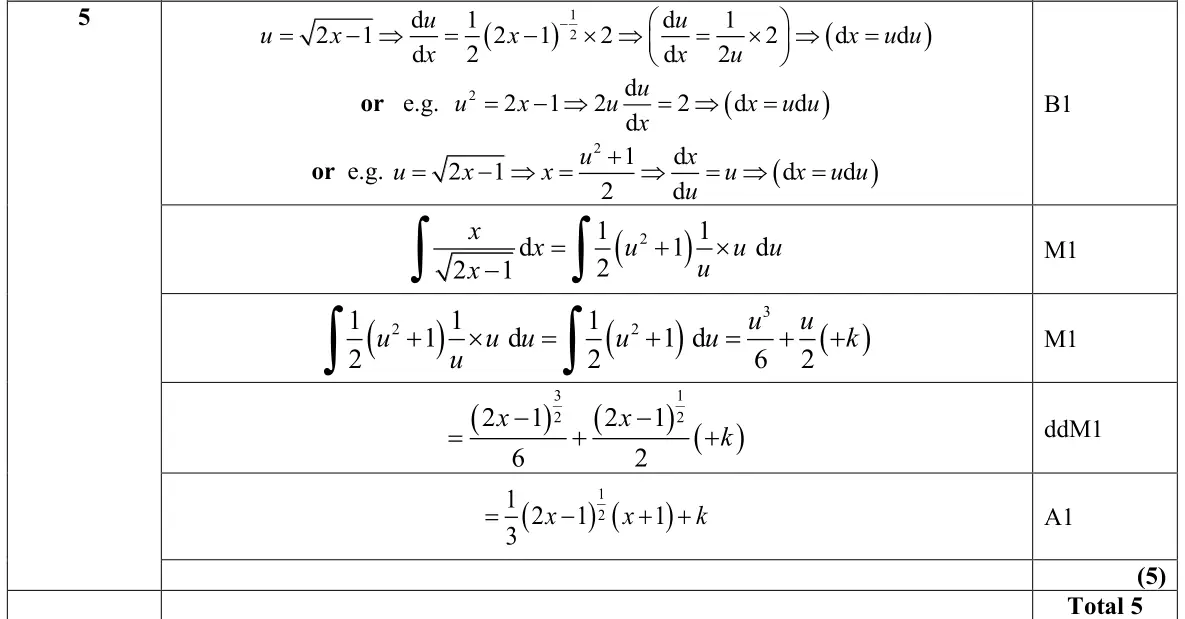 5
u = √(2x−1) ⇒ du/dx = 1/2 (2x−1)^(−1/2) × 2 ⇒ (du/dx = 1/(2u) × 2) ⇒ (dx = udu)
or e.g. u² = 2x−1 ⇒ 2u du/dx = 2 ⇒ (dx = udu)
B1
or e.g. u = √(2x−1) ⇒ x = (u²+1)/2 ⇒ dx/du = u ⇒ (dx = udu)
∫ x/√(2x−1) dx = ∫ 1/2 (u²+1) 1/u × u du M1
∫ 1/2 (u²+1) 1/u × u du = ∫ 1/2 (u²+1) du = u³/6 + u/2 (+k) M1
= (2x−1)^(3/2)/6 + (2x−1)^(1/2)/2 (+k) ddM1
= 1/3 (2x−1)^(1/2) (x+1) + k A1
(5)
Total 5